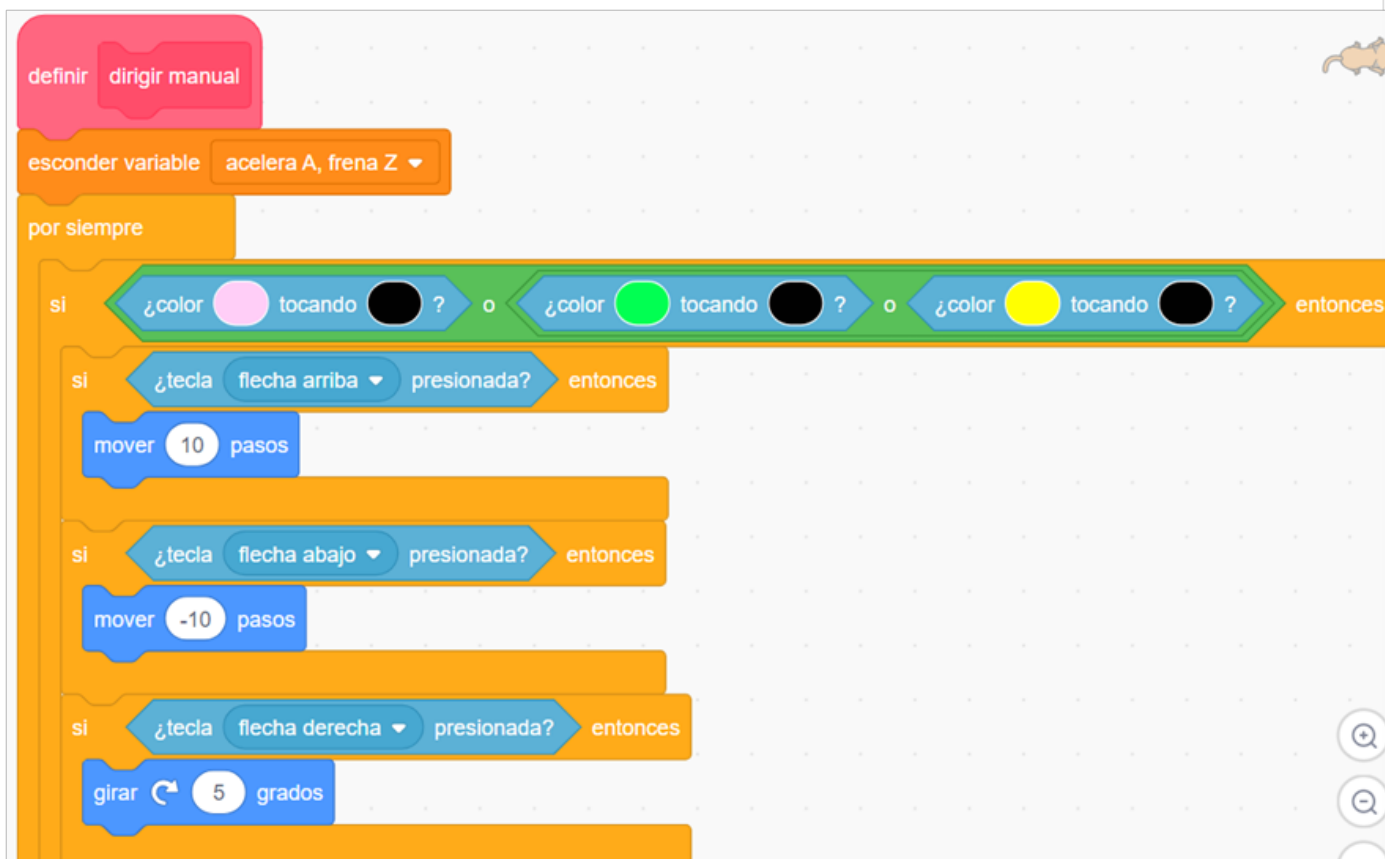 definir dirigir manual
esconder variable acelera A, frena Z
por siempre
si ¿color tocando ? o ¿color tocando ? o ¿color tocando ? entonces
si ¿tecla flecha arriba presionada? entonces
mover 10 pasos
si ¿tecla flecha abajo presionada? entonces
mover -10 pasos
si ¿tecla flecha derecha presionada? entonces
girar 5 grados